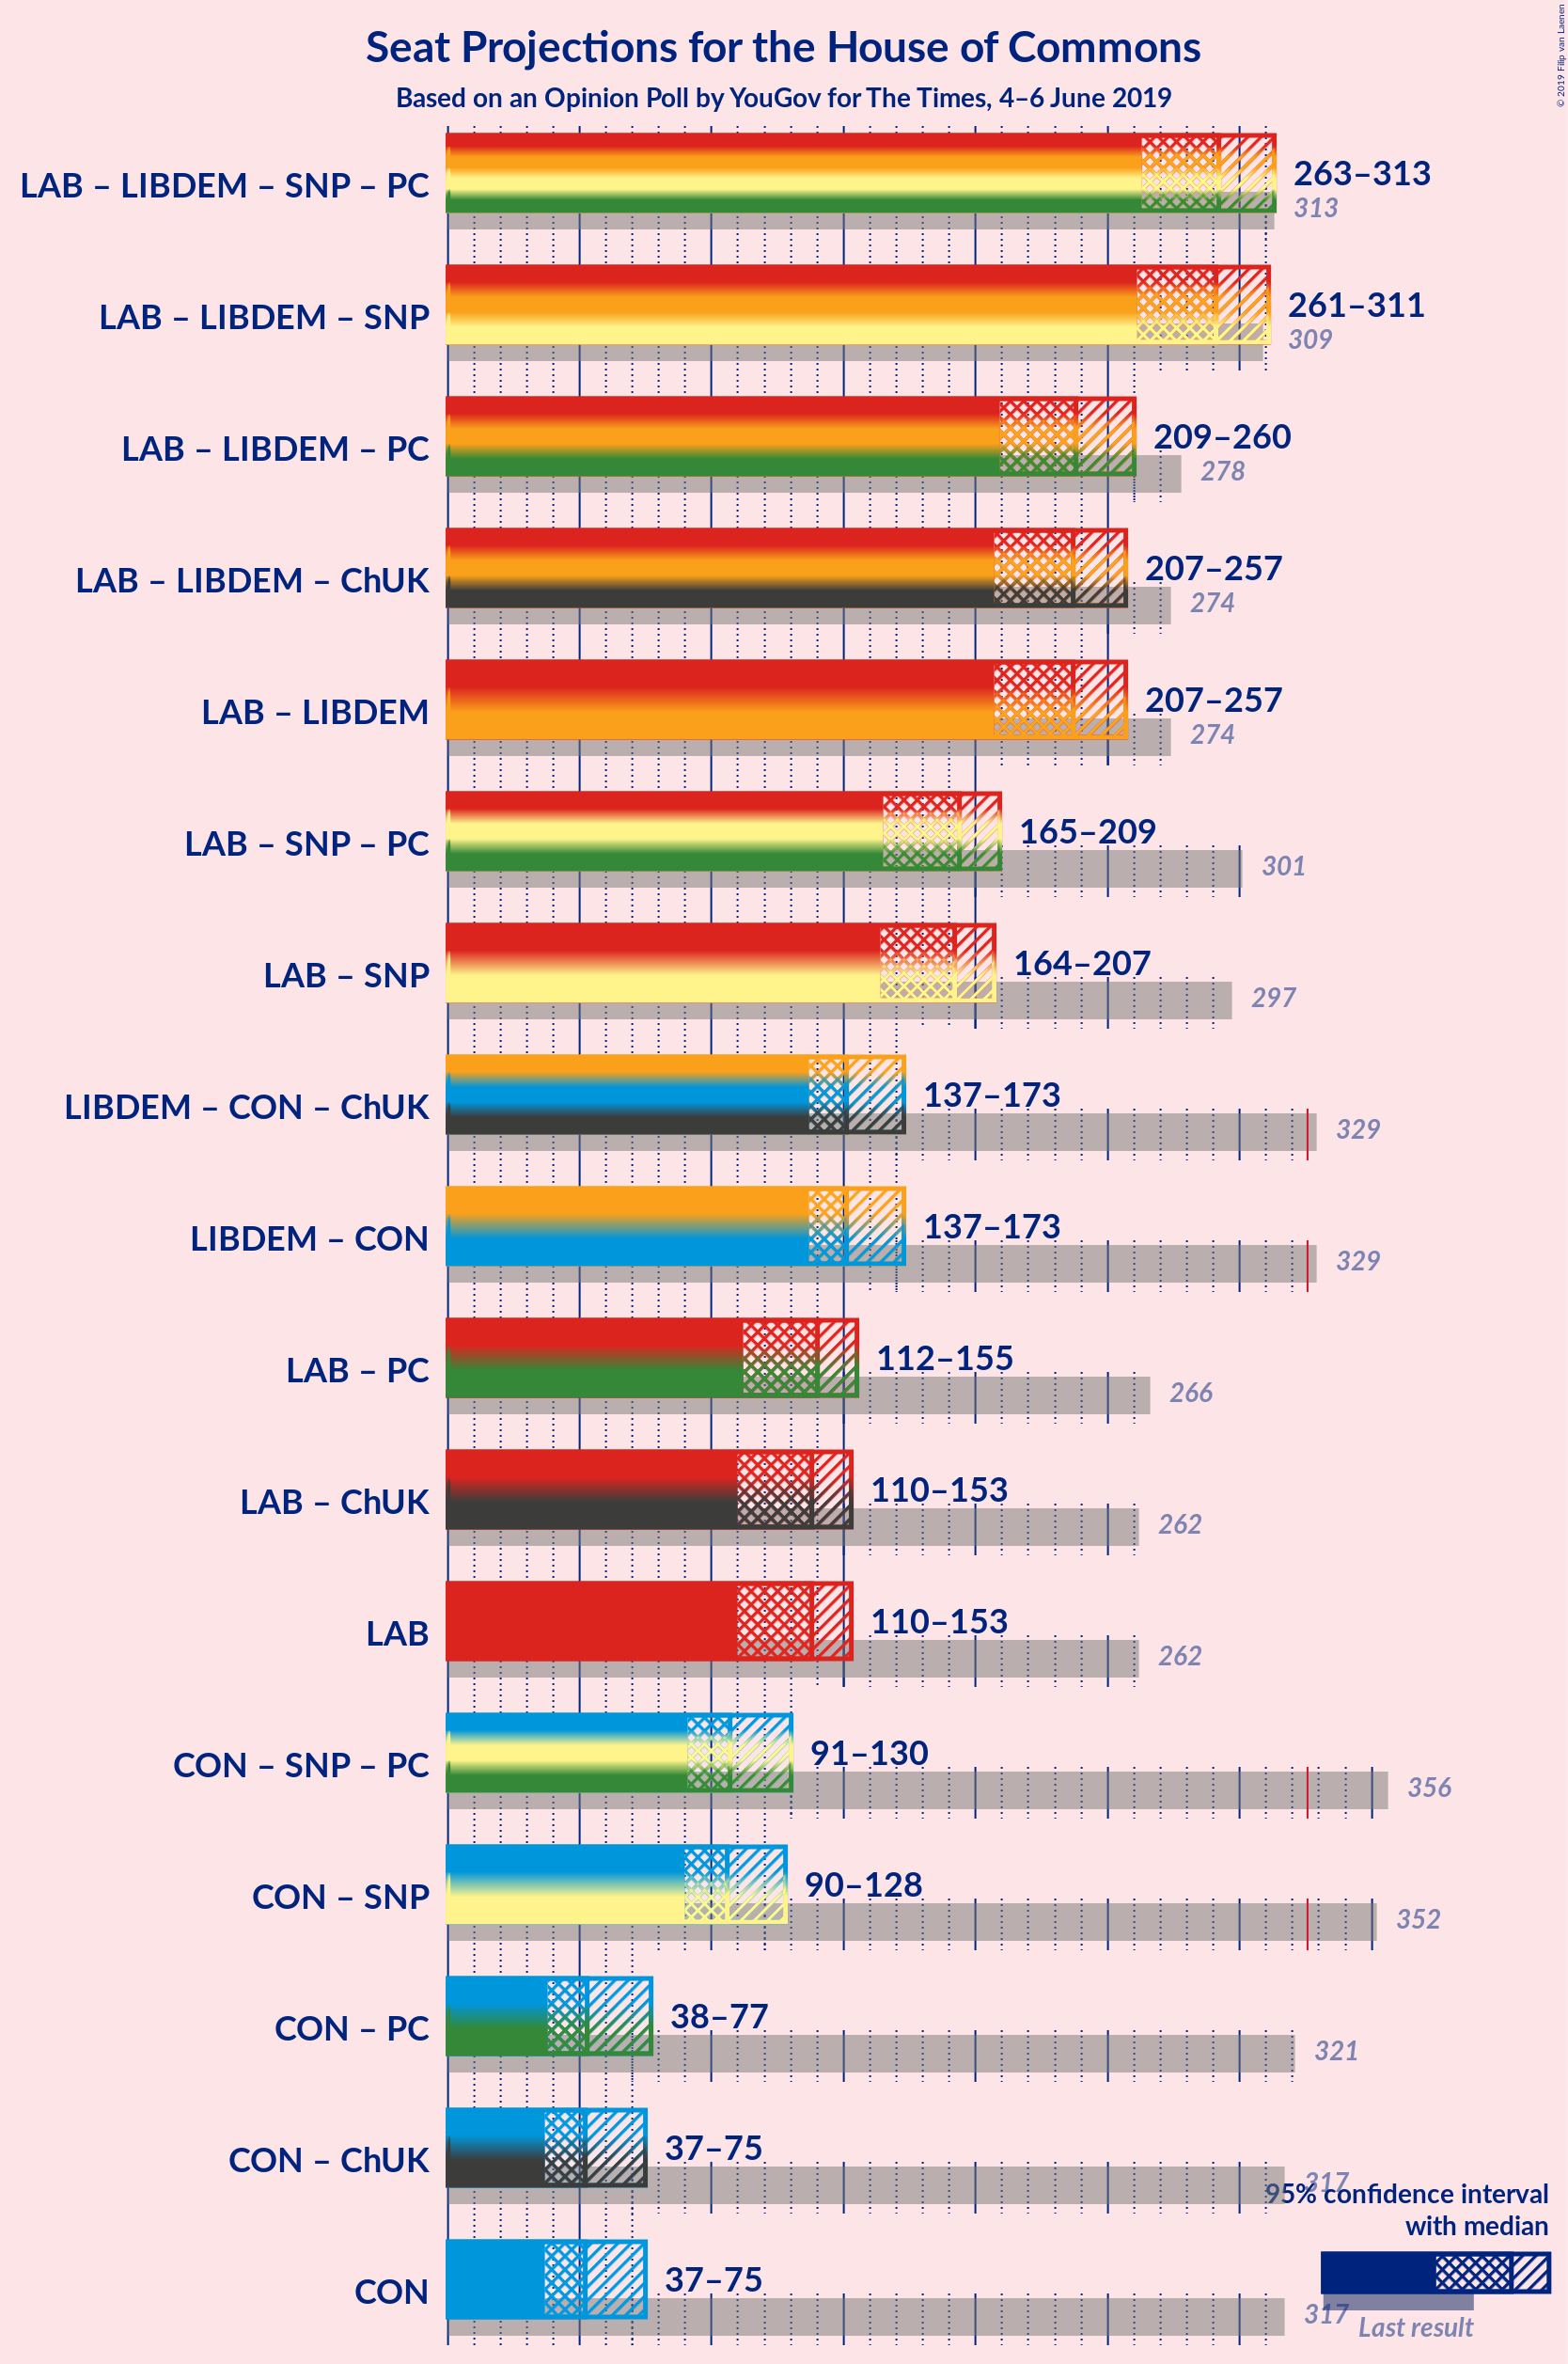 Seat Projections for the House of Commons
Based on an Opinion Poll by YouGov for The Times, 4–6 June 2019
© 2019 Filip van Laenen
LAB – LIBDEM – SNP – PC
263–313
313
LAB – LIBDEM – SNP
261–311
309
LAB – LIBDEM – PC
209–260
278
LAB – LIBDEM – ChUK
207–257
274
LAB – LIBDEM
207–257
274
LAB – SNP – PC
165–209
301
LAB – SNP
164–207
297
LIBDEM – CON – ChUK
137–173
329
LIBDEM – CON
137–173
329
LAB – PC
112–155
266
LAB – ChUK
110–153
262
LAB
110–153
262
CON – SNP – PC
91–130
356
CON – SNP
90–128
352
CON – PC
38–77
321
CON – ChUK
37–75
317
CON
37–75
317
95% confidence interval
with median
Last result